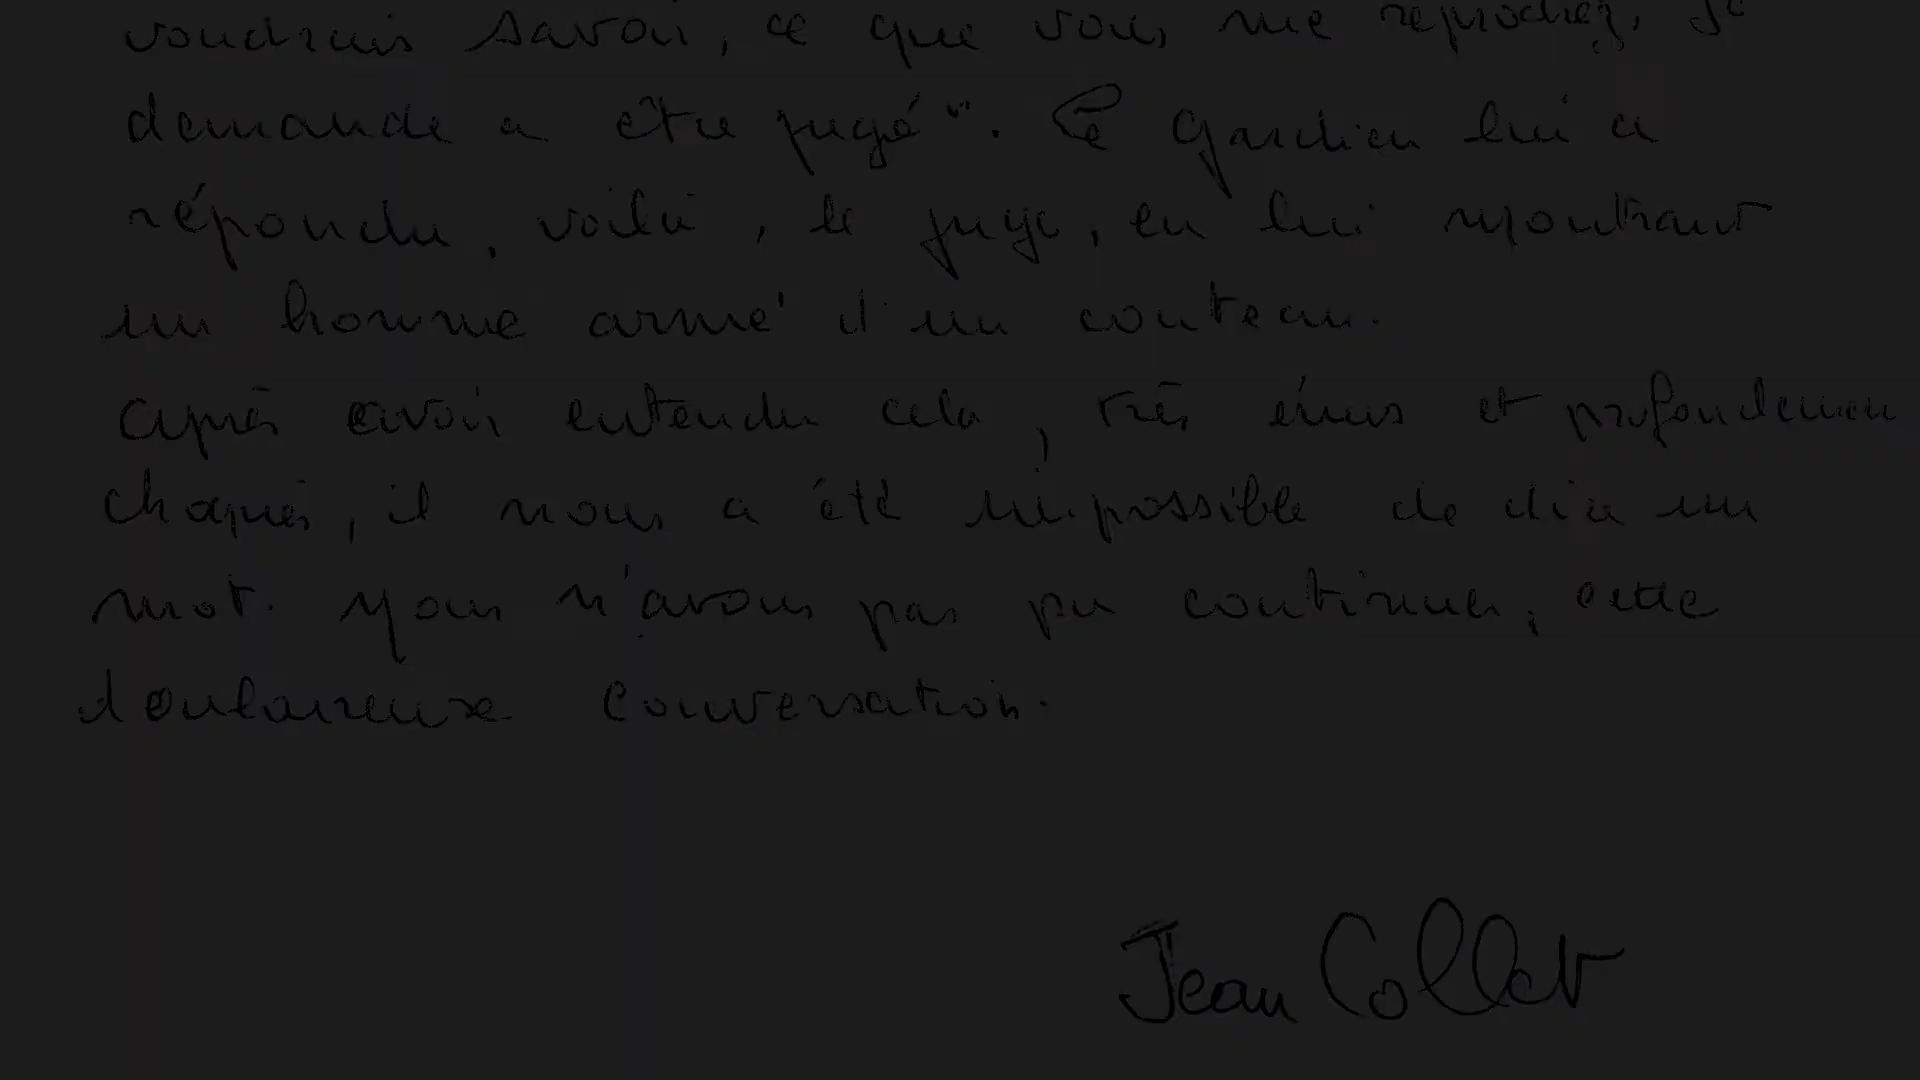 voudrais savoir, ce que vous me reprochez, Je
demande a être jugé". Le Gardien lui a
répondu, voilà, le juge, en lui montrant
un homme armé d'un couteau.
Après avoir entendu cela, très émus et profondemen
chaqués, il nous a été impossible de dire un
mot. Nous n'avons pas pu continuer, cette
douloureuse conversation.
Jean Collet